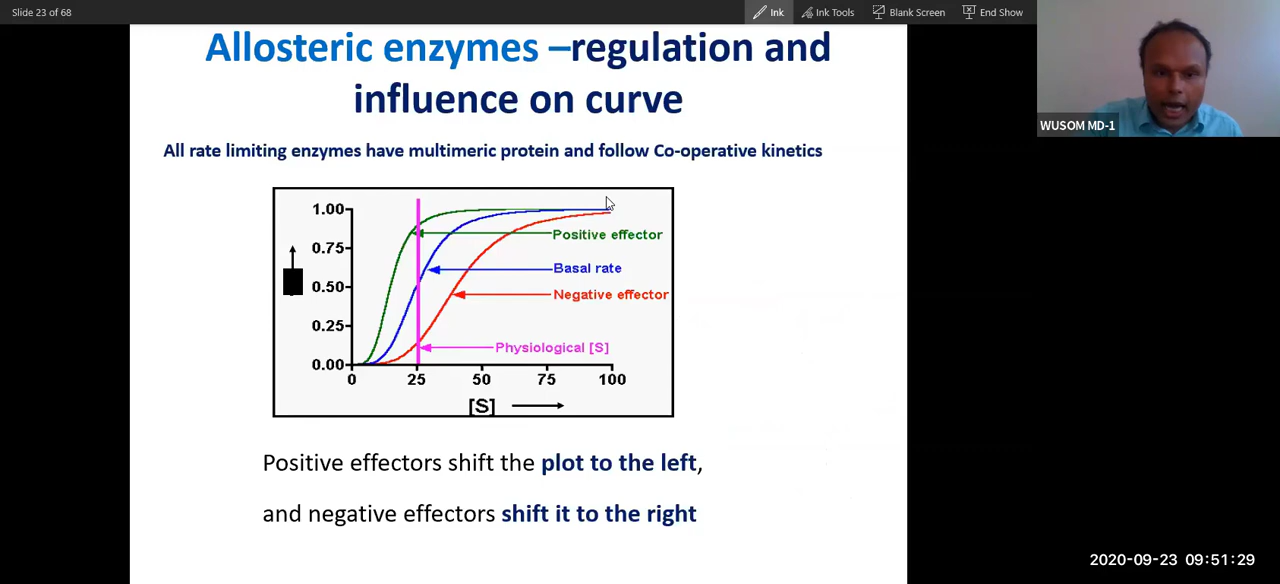 Slide 23 of 68
Ink
Ink Tools
Blank Screen
End Show
WUSOM MD-1
Allosteric enzymes –regulation and
influence on curve
All rate limiting enzymes have multimeric protein and follow Co-operative kinetics
1.00
0.75
0.50
0.25
0.00
Positive effector
Basal rate
Negative effector
Physiological [S]
0 25 50 75 100
[S]
Positive effectors shift the plot to the left,
and negative effectors shift it to the right
2020-09-23 09:51:29